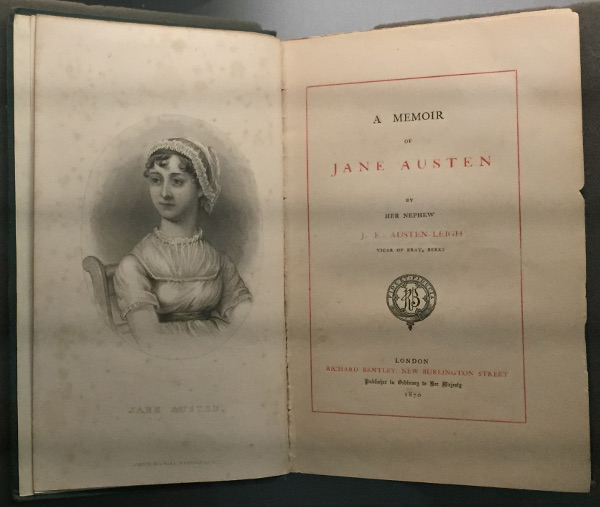 JANE AUSTEN.
A MEMOIR
OF
JANE AUSTEN
BY
HER NEPHEW
J. E. AUSTEN-LEIGH
VICAR OF BRAY, BERKS
LONDON
RICHARD BENTLEY, NEW BURLINGTON STREET
Publisher in Ordinary to Her Majesty
1870